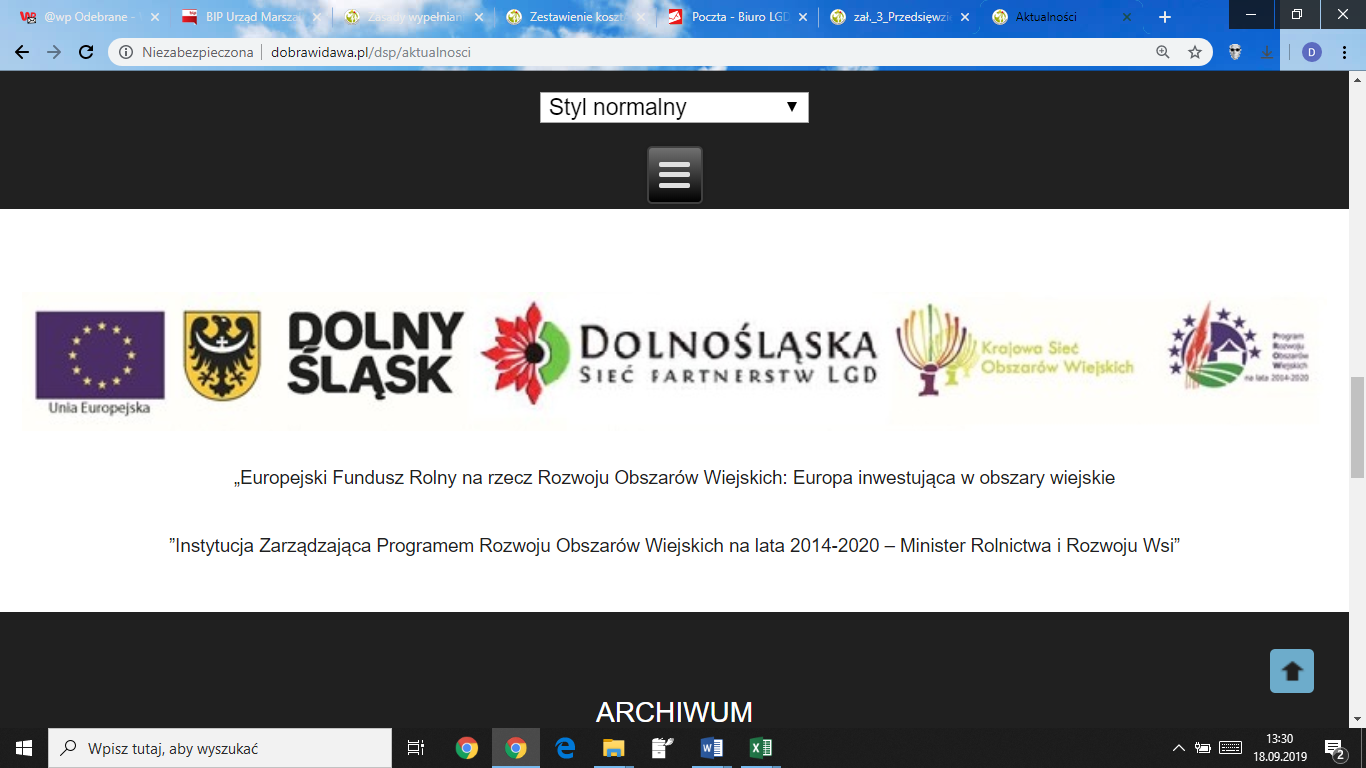 @wp Odebane -
BIP Urząd Marsza
Zasady wypełnian
Zestawienie koszt
Poczta - Biuro LGD
zał._3_Przedsięwzi
Aktualności
Niezabezpieczona
dobrawidawa.pl/dsp/aktualnosci
D
Styl normalny
Unia Europejska
DOLNY
ŚLĄSK
DOLNOŚLĄSKA
SIEĆ PARTNERSTW LGD
Krajowa Sieć
Obszarów Wiejskich
Program
Rozwoju
Obszarów
Wiejskich
na lata 2014-2020
„Europejski Fundusz Rolny na rzecz Rozwoju Obszarów Wiejskich: Europa inwestująca w obszary wiejskie
”Instytucja Zarządzająca Programem Rozwoju Obszarów Wiejskich na lata 2014-2020 – Minister Rolnictwa i Rozwoju Wsi”
ARCHIWUM
Wpisz tutaj, aby wyszukać
13:30
18.09.2019
2